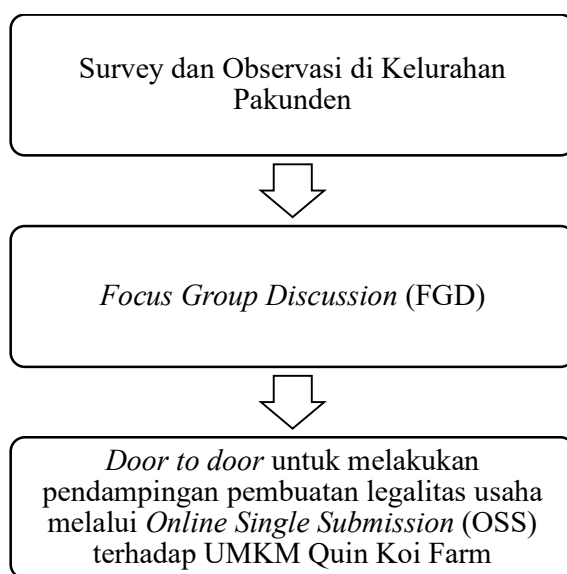 Survey dan Observasi di Kelurahan
Pakunden
Focus Group Discussion (FGD)
Door to door untuk melakukan
pendampingan pembuatan legalitas usaha
melalui Online Single Submission (OSS)
terhadap UMKM Quin Koi Farm